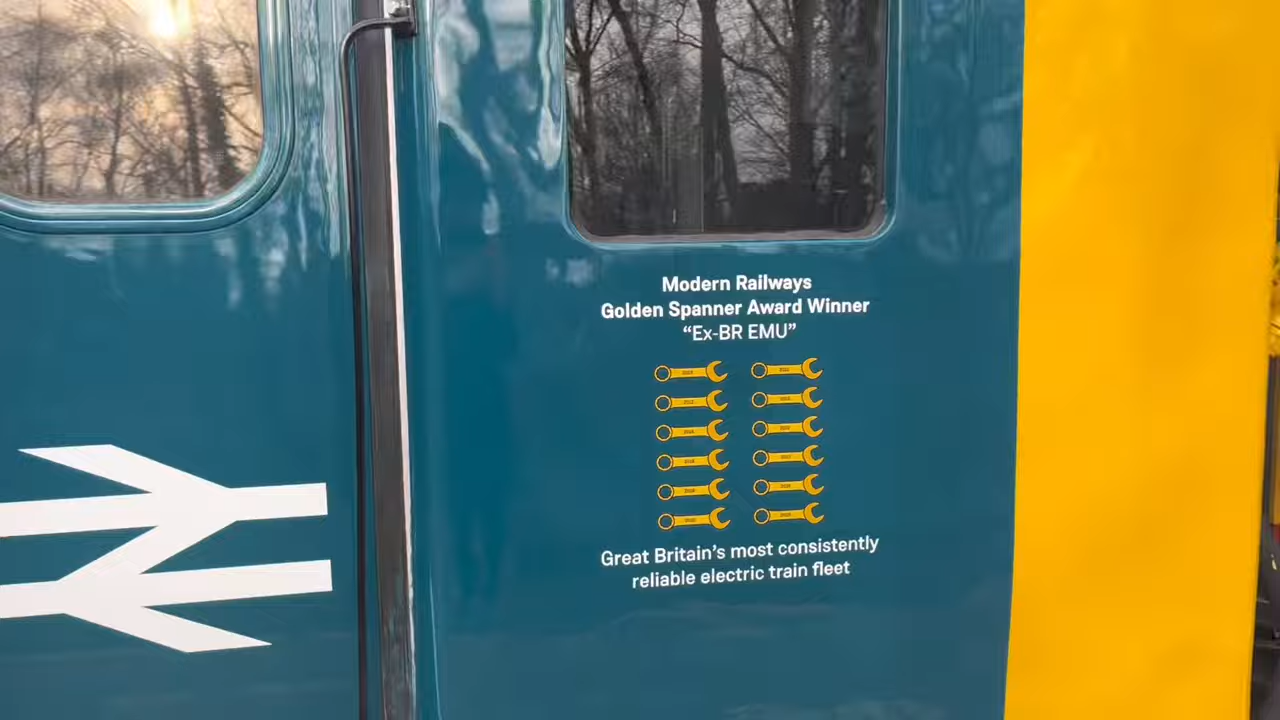 Modern Railways
Golden Spanner Award Winner
“Ex-BR EMU”
Great Britain’s most consistently
reliable electric train fleet